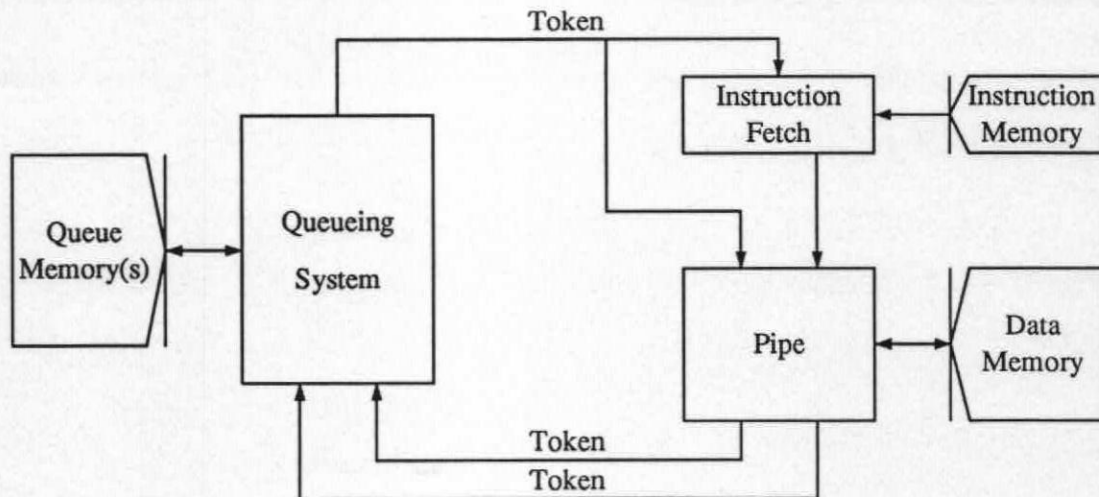 Token
Instruction
Fetch
Instruction
Memory
Queue
Memory(s)
Queueing
System
Pipe
Data
Memory
Token
Token